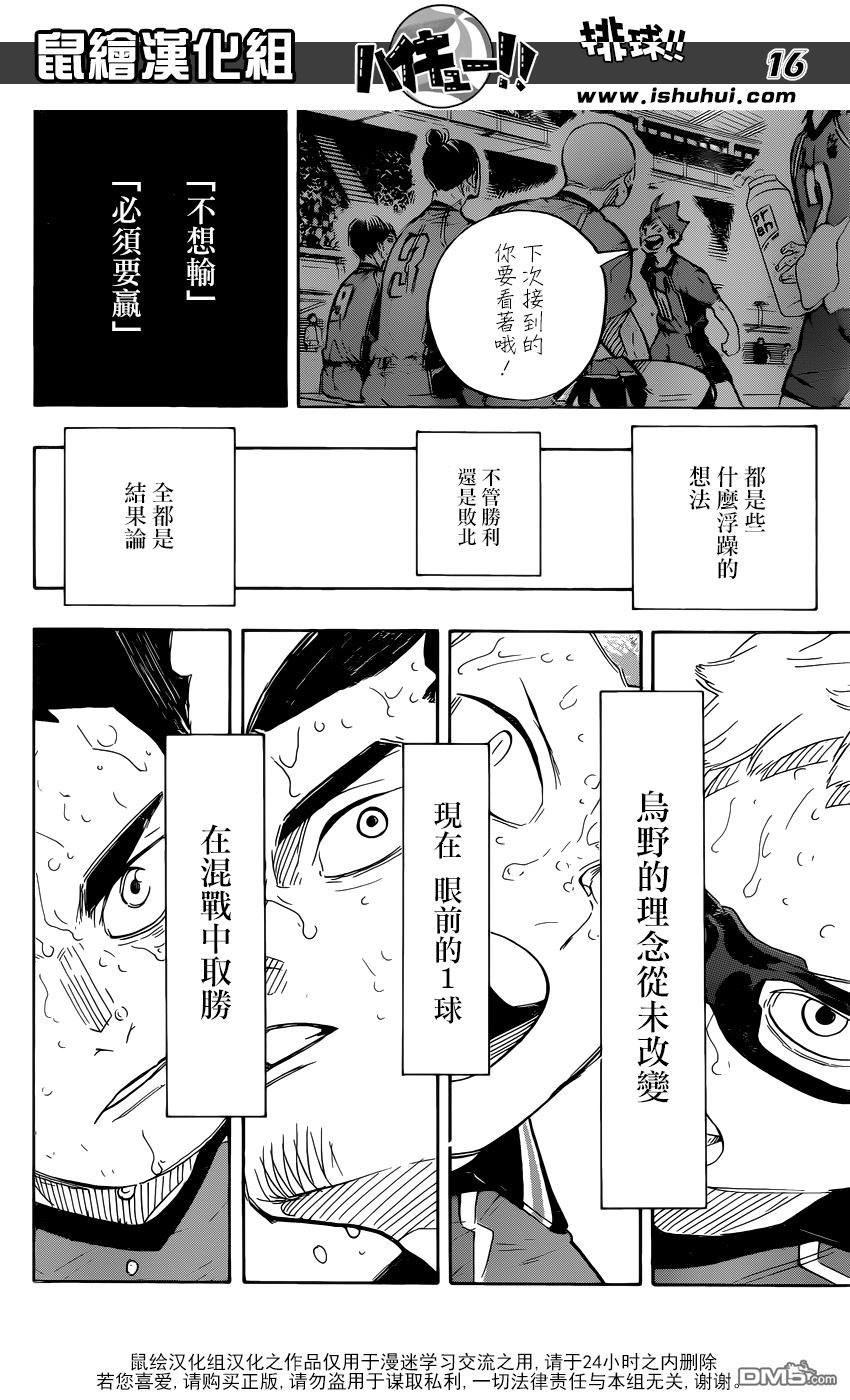 鼠繪漢化組
ハイキュー!!
排球!!
16
www.ishuhui.com
下次接到的
你要看著哦！
「不想輸」
「必須要贏」
都是些
什麼浮躁的
想法
不管勝利
還是敗北
全都是
結果論
烏野的理念從未改變
現在 眼前的1球
在混戰中取勝
鼠绘汉化组汉化之作品仅用于漫迷学习交流之用，请于24小时之内删除
若您喜爱，请购买正版，请勿盗用于谋取私利，一切法律责任与本组无关，谢谢。
DM5.com